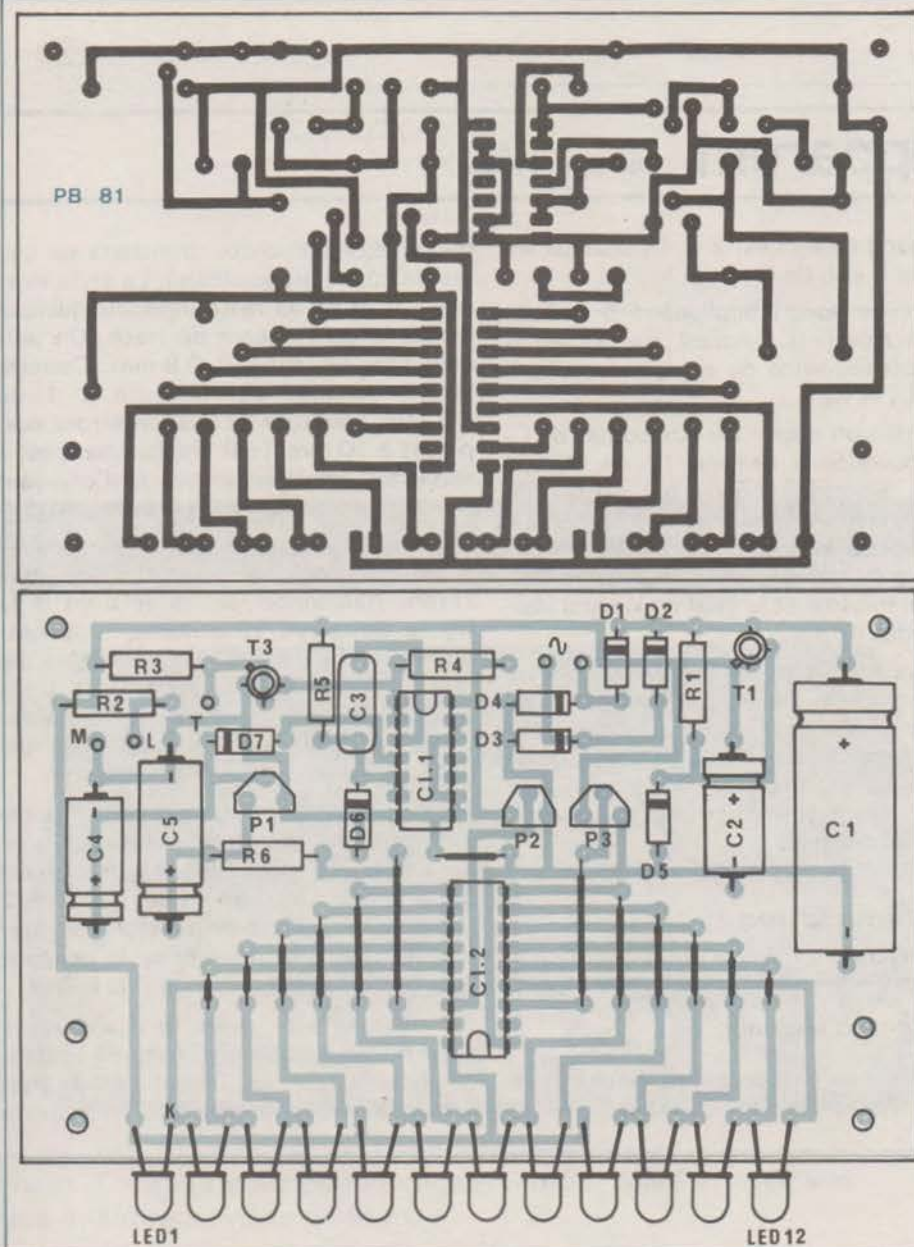 PB 81
D1 D2
R3 T3 R5 C3 R4 R1 T1
R2 T D4
M L D7 C.I.1 D3
C4 C5 P1 D6 P2 P3 D5 C2 C1
R6
C.I.2
K
LED1 LED12